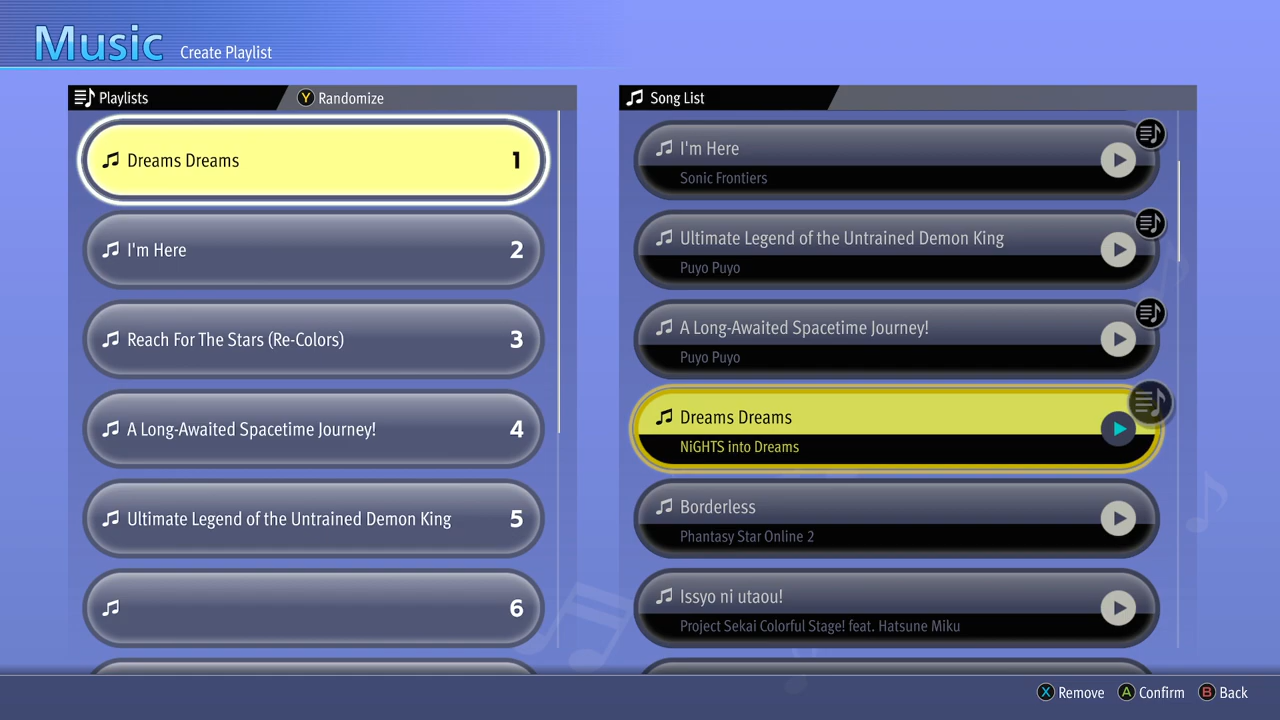 Music Create Playlist
Playlists
Y Randomize
Dreams Dreams 1
I'm Here 2
Reach For The Stars (Re-Colors) 3
A Long-Awaited Spacetime Journey! 4
Ultimate Legend of the Untrained Demon King 5
6
Song List
I'm Here
Sonic Frontiers
Ultimate Legend of the Untrained Demon King
Puyo Puyo
A Long-Awaited Spacetime Journey!
Puyo Puyo
Dreams Dreams
NiGHTS into Dreams
Borderless
Phantasy Star Online 2
Issyo ni utaou!
Project Sekai Colorful Stage! feat. Hatsune Miku
X Remove A Confirm B Back